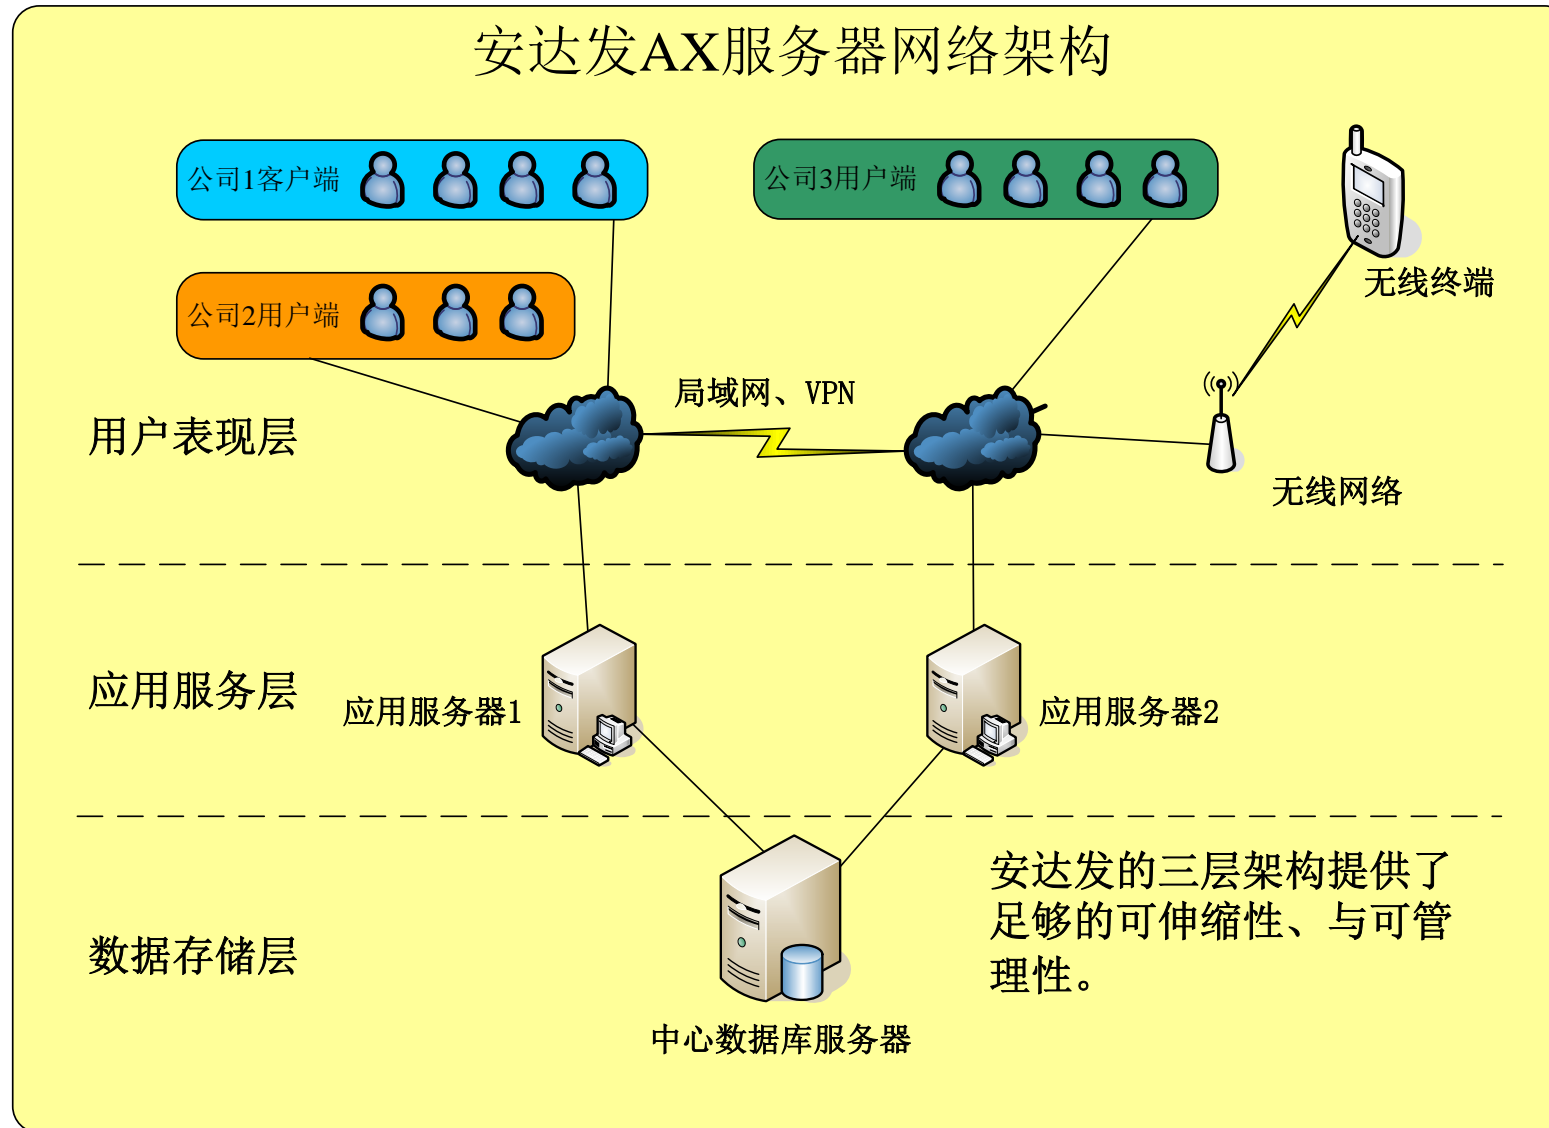 安达发AX服务器网络架构
公司1客户端
公司3用户端
公司2用户端
无线终端
局域网、VPN
用户表现层
无线网络
应用服务层
应用服务器1
应用服务器2
安达发的三层架构提供了
足够的可伸缩性、与可管
理性。
数据存储层
中心数据库服务器